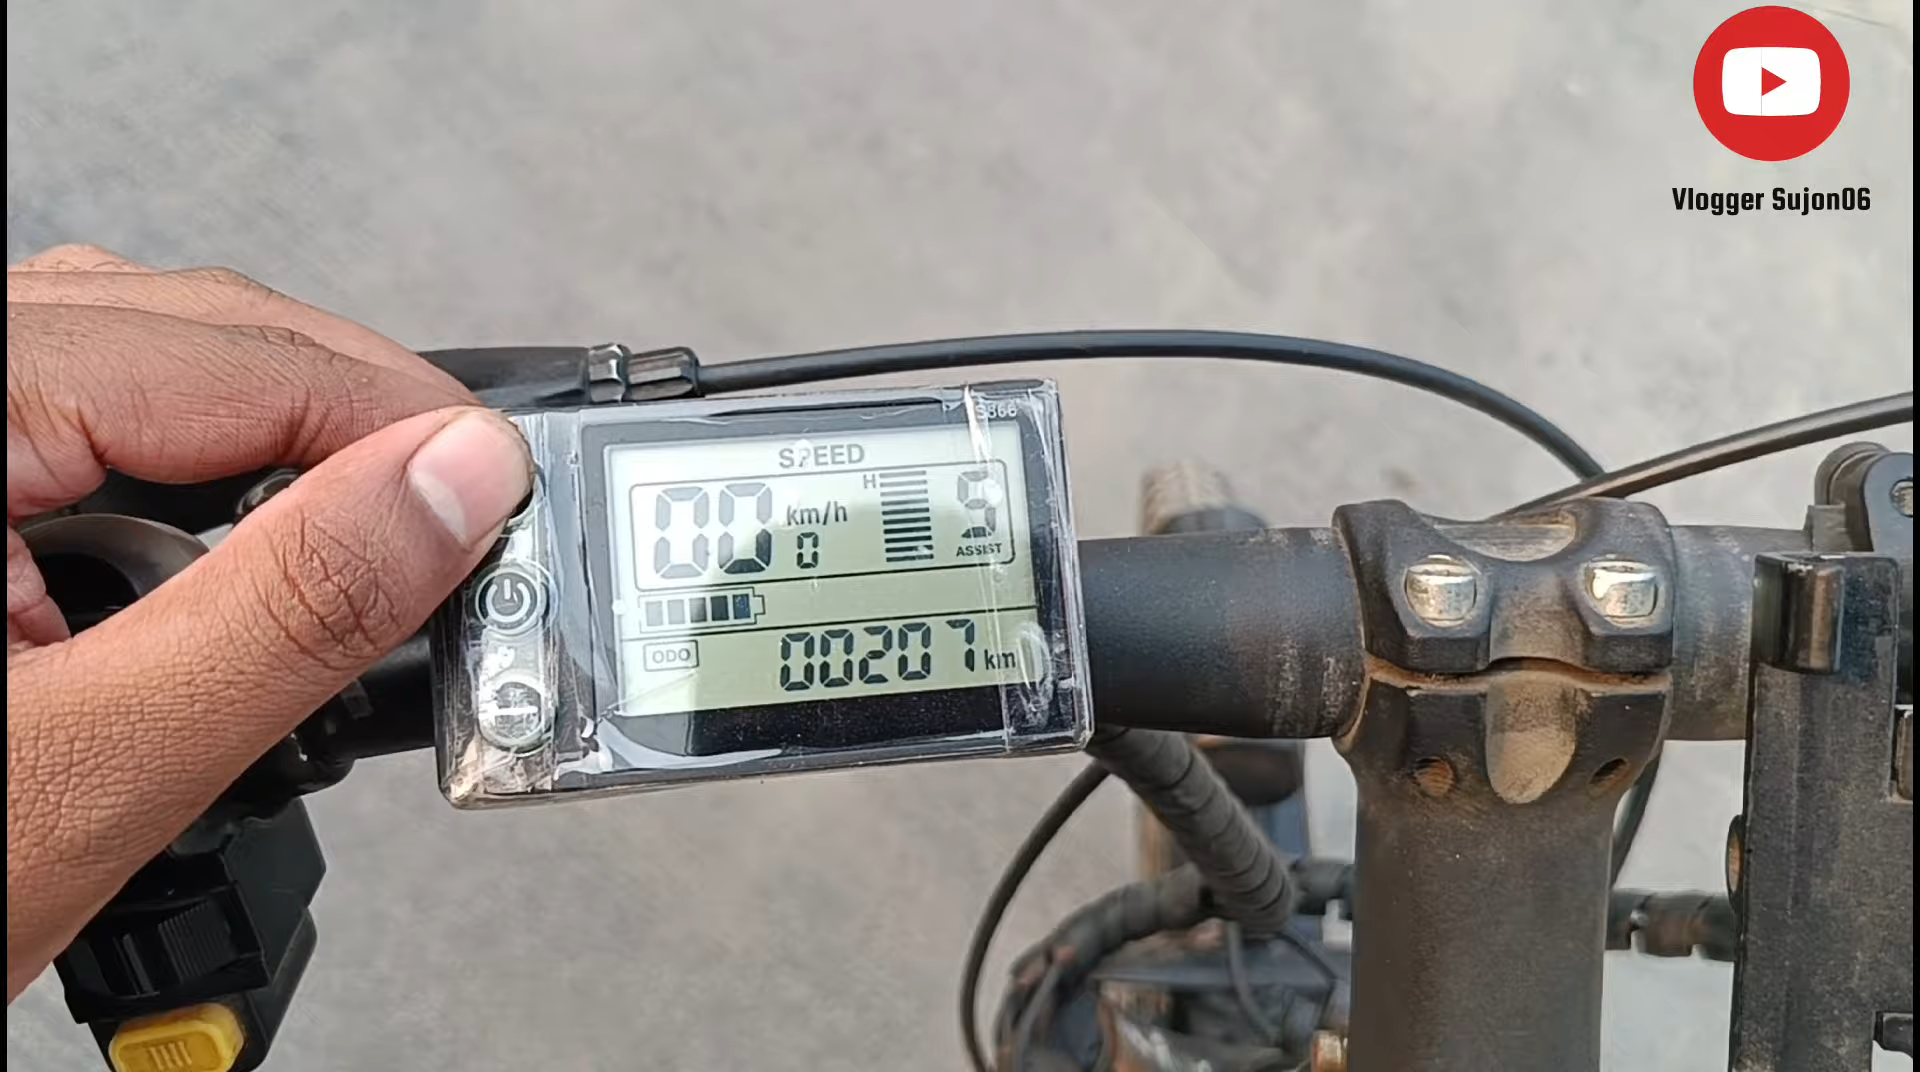 Vlogger Sujon06
S866
SPEED
00
km/h
0
H
5
ASSIST
ODO
00207 km